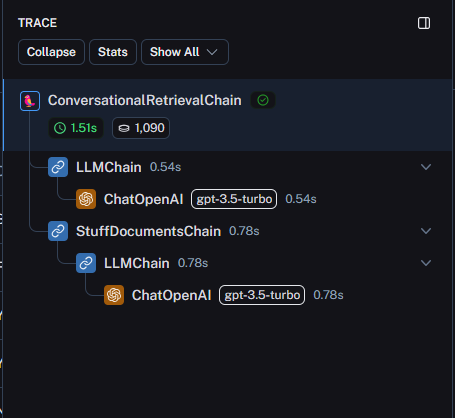 TRACE
Collapse Stats Show All
ConversationalRetrievalChain
1.51s 1,090
LLMChain 0.54s
ChatOpenAI gpt-3.5-turbo 0.54s
StuffDocumentsChain 0.78s
LLMChain 0.78s
ChatOpenAI gpt-3.5-turbo 0.78s